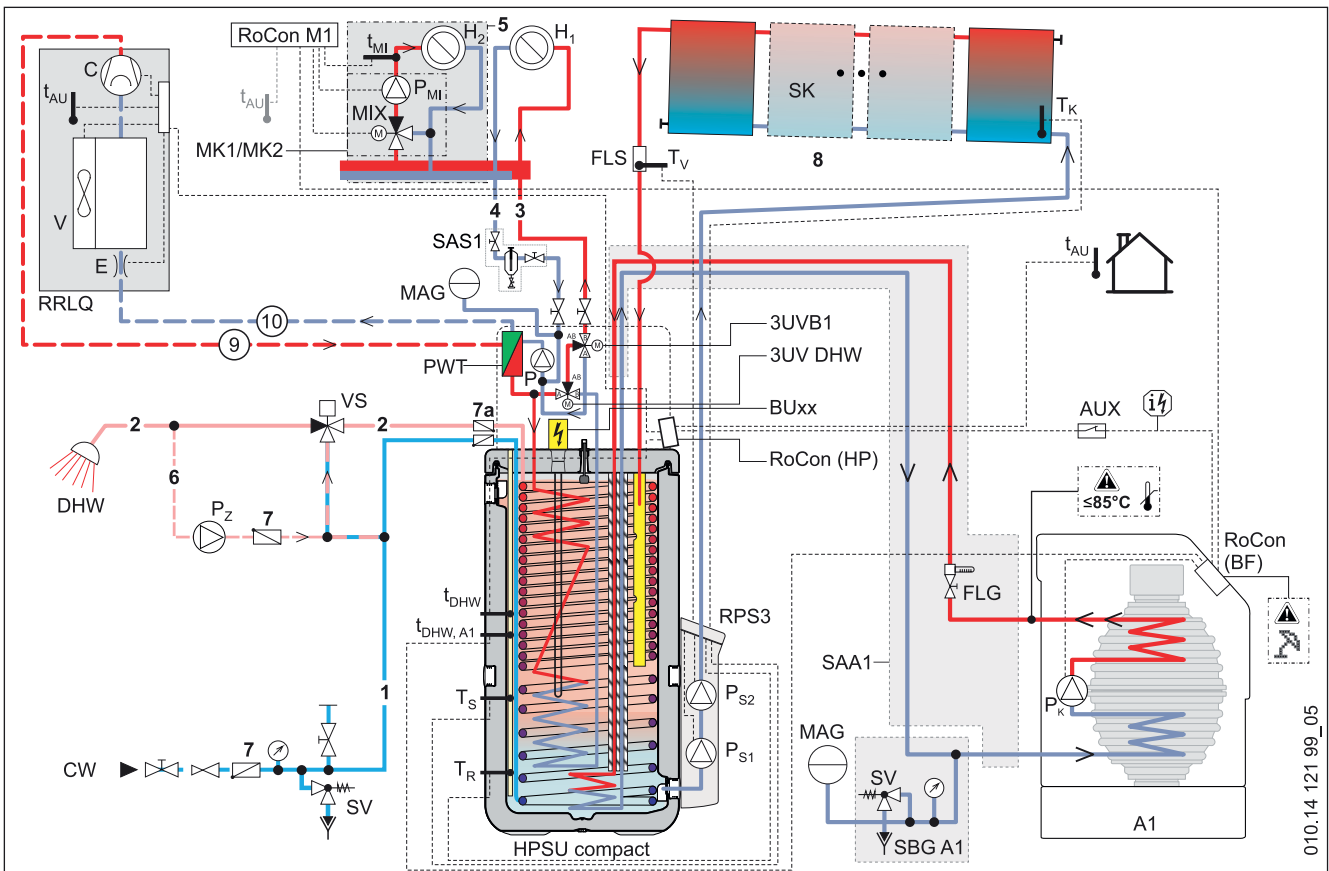 RoCon M1
5
tMI
H2
H1
C
tAU
tAU
PMI
MIX
M
SK
TK
MK1/MK2
FLS
TV
8
V
4
3
SAS1
tAU
E
RRLQ
MAG
10
9
AB
B
A
M
3UVB1
P
AB
A
B
M
3UV DHW
PWT
VS
BUxx
AUX
i
2
2
7a
RoCon (HP)
≤85°C
6
DHW
PZ
7
RoCon
(BF)
FLG
tDHW
RPS3
tDHW, A1
SAA1
1
TS
PS2
PK
7
MAG
PS1
CW
TR
SV
SV
A1
HPSU compact
SBG A1
010.14 121 99_05